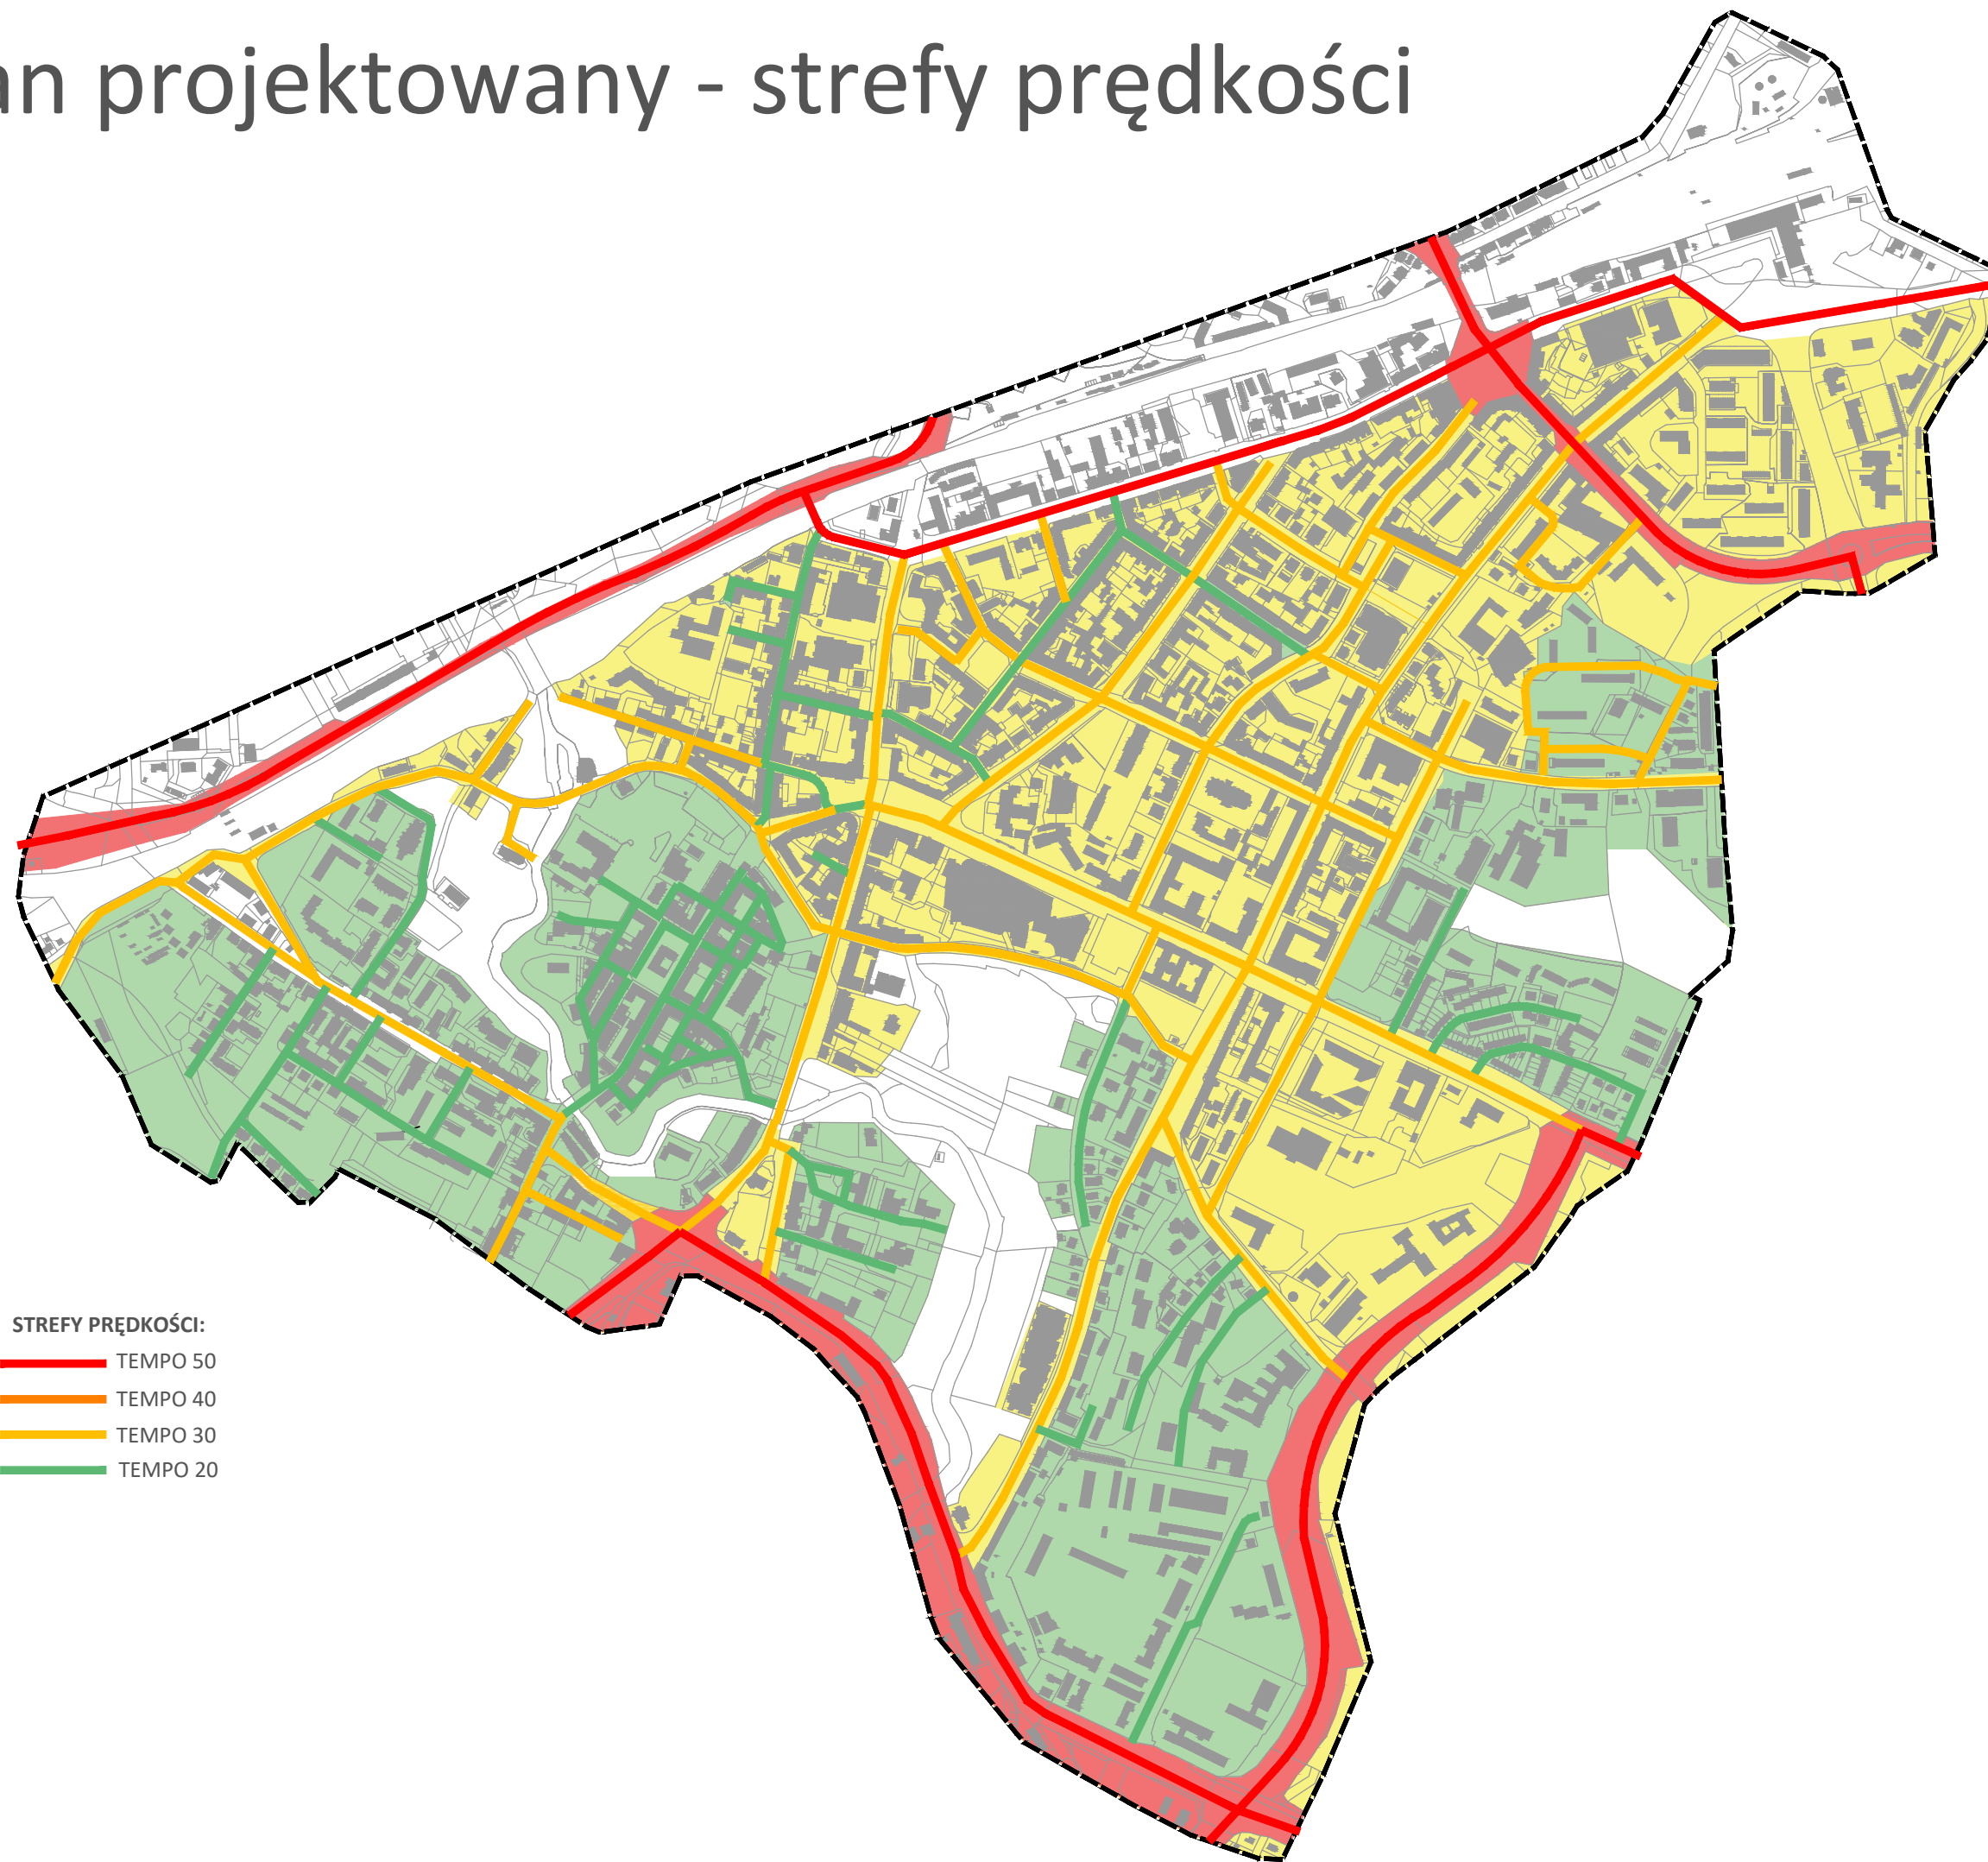 an projektowany - strefy prędkości
STREFY PRĘDKOŚCI:
TEMPO 50
TEMPO 40
TEMPO 30
TEMPO 20